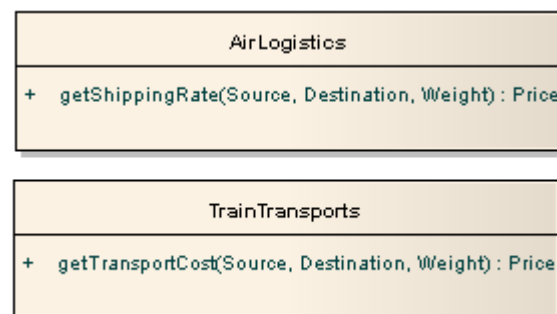 AirLogistics
+ getShippingRate(Source, Destination, Weight) : Price
TrainTransports
+ getTransportCost(Source, Destination, Weight) : Price